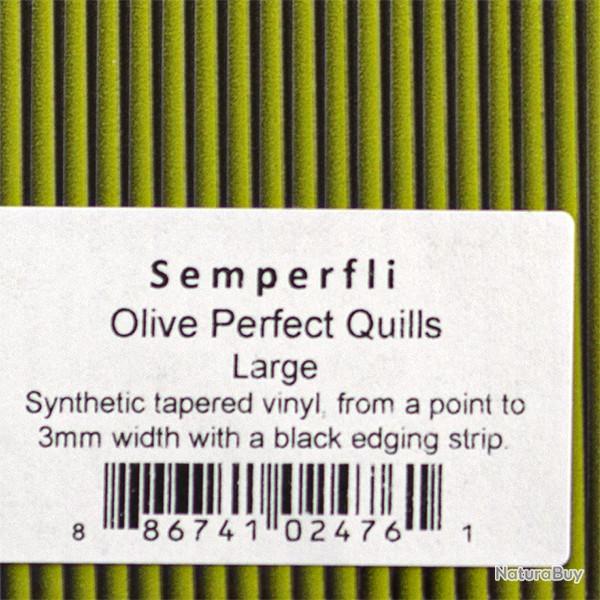 Semperfli
Olive Perfect Quills
Large
Synthetic tapered vinyl, from a point to
3mm width with a black edging strip.
8 86741 02476 1
NaturaBuy